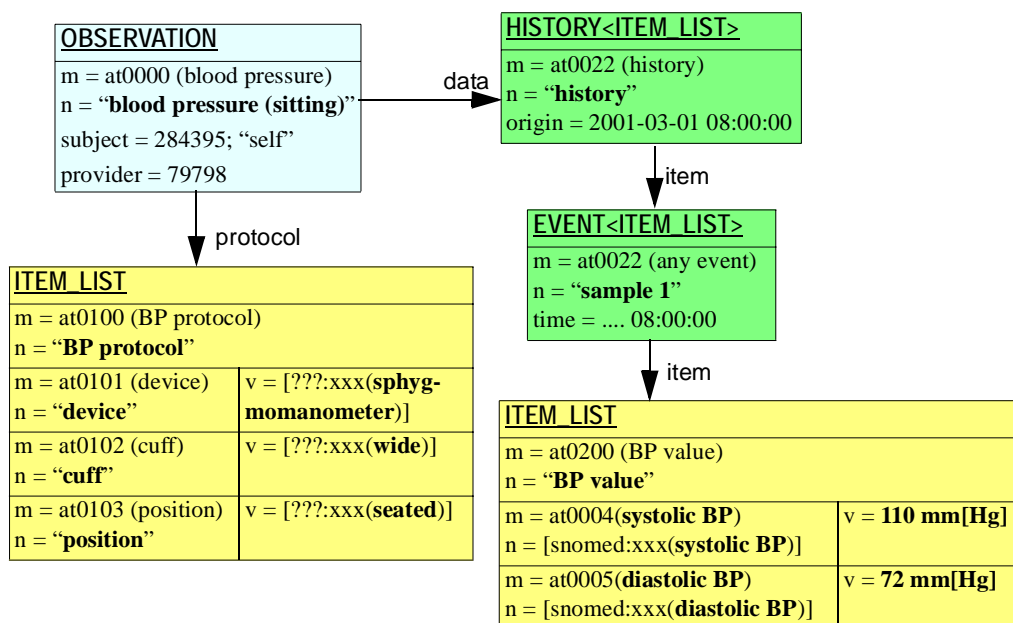 OBSERVATION
m = at0000 (blood pressure)
n = “blood pressure (sitting)”
subject = 284395; “self”
provider = 79798
data
HISTORY<ITEM_LIST>
m = at0022 (history)
n = “history”
origin = 2001-03-01 08:00:00
item
EVENT<ITEM_LIST>
m = at0022 (any event)
n = “sample 1”
time = .... 08:00:00
protocol
ITEM_LIST
m = at0100 (BP protocol)
n = “BP protocol”
m = at0101 (device)
n = “device”
v = [???:xxx(sphyg-
momanometer)]
m = at0102 (cuff)
n = “cuff”
v = [???:xxx(wide)]
m = at0103 (position)
n = “position”
v = [???:xxx(seated)]
item
ITEM_LIST
m = at0200 (BP value)
n = “BP value”
m = at0004(systolic BP)
n = [snomed:xxx(systolic BP)]
v = 110 mm[Hg]
m = at0005(diastolic BP)
n = [snomed:xxx(diastolic BP)]
v = 72 mm[Hg]